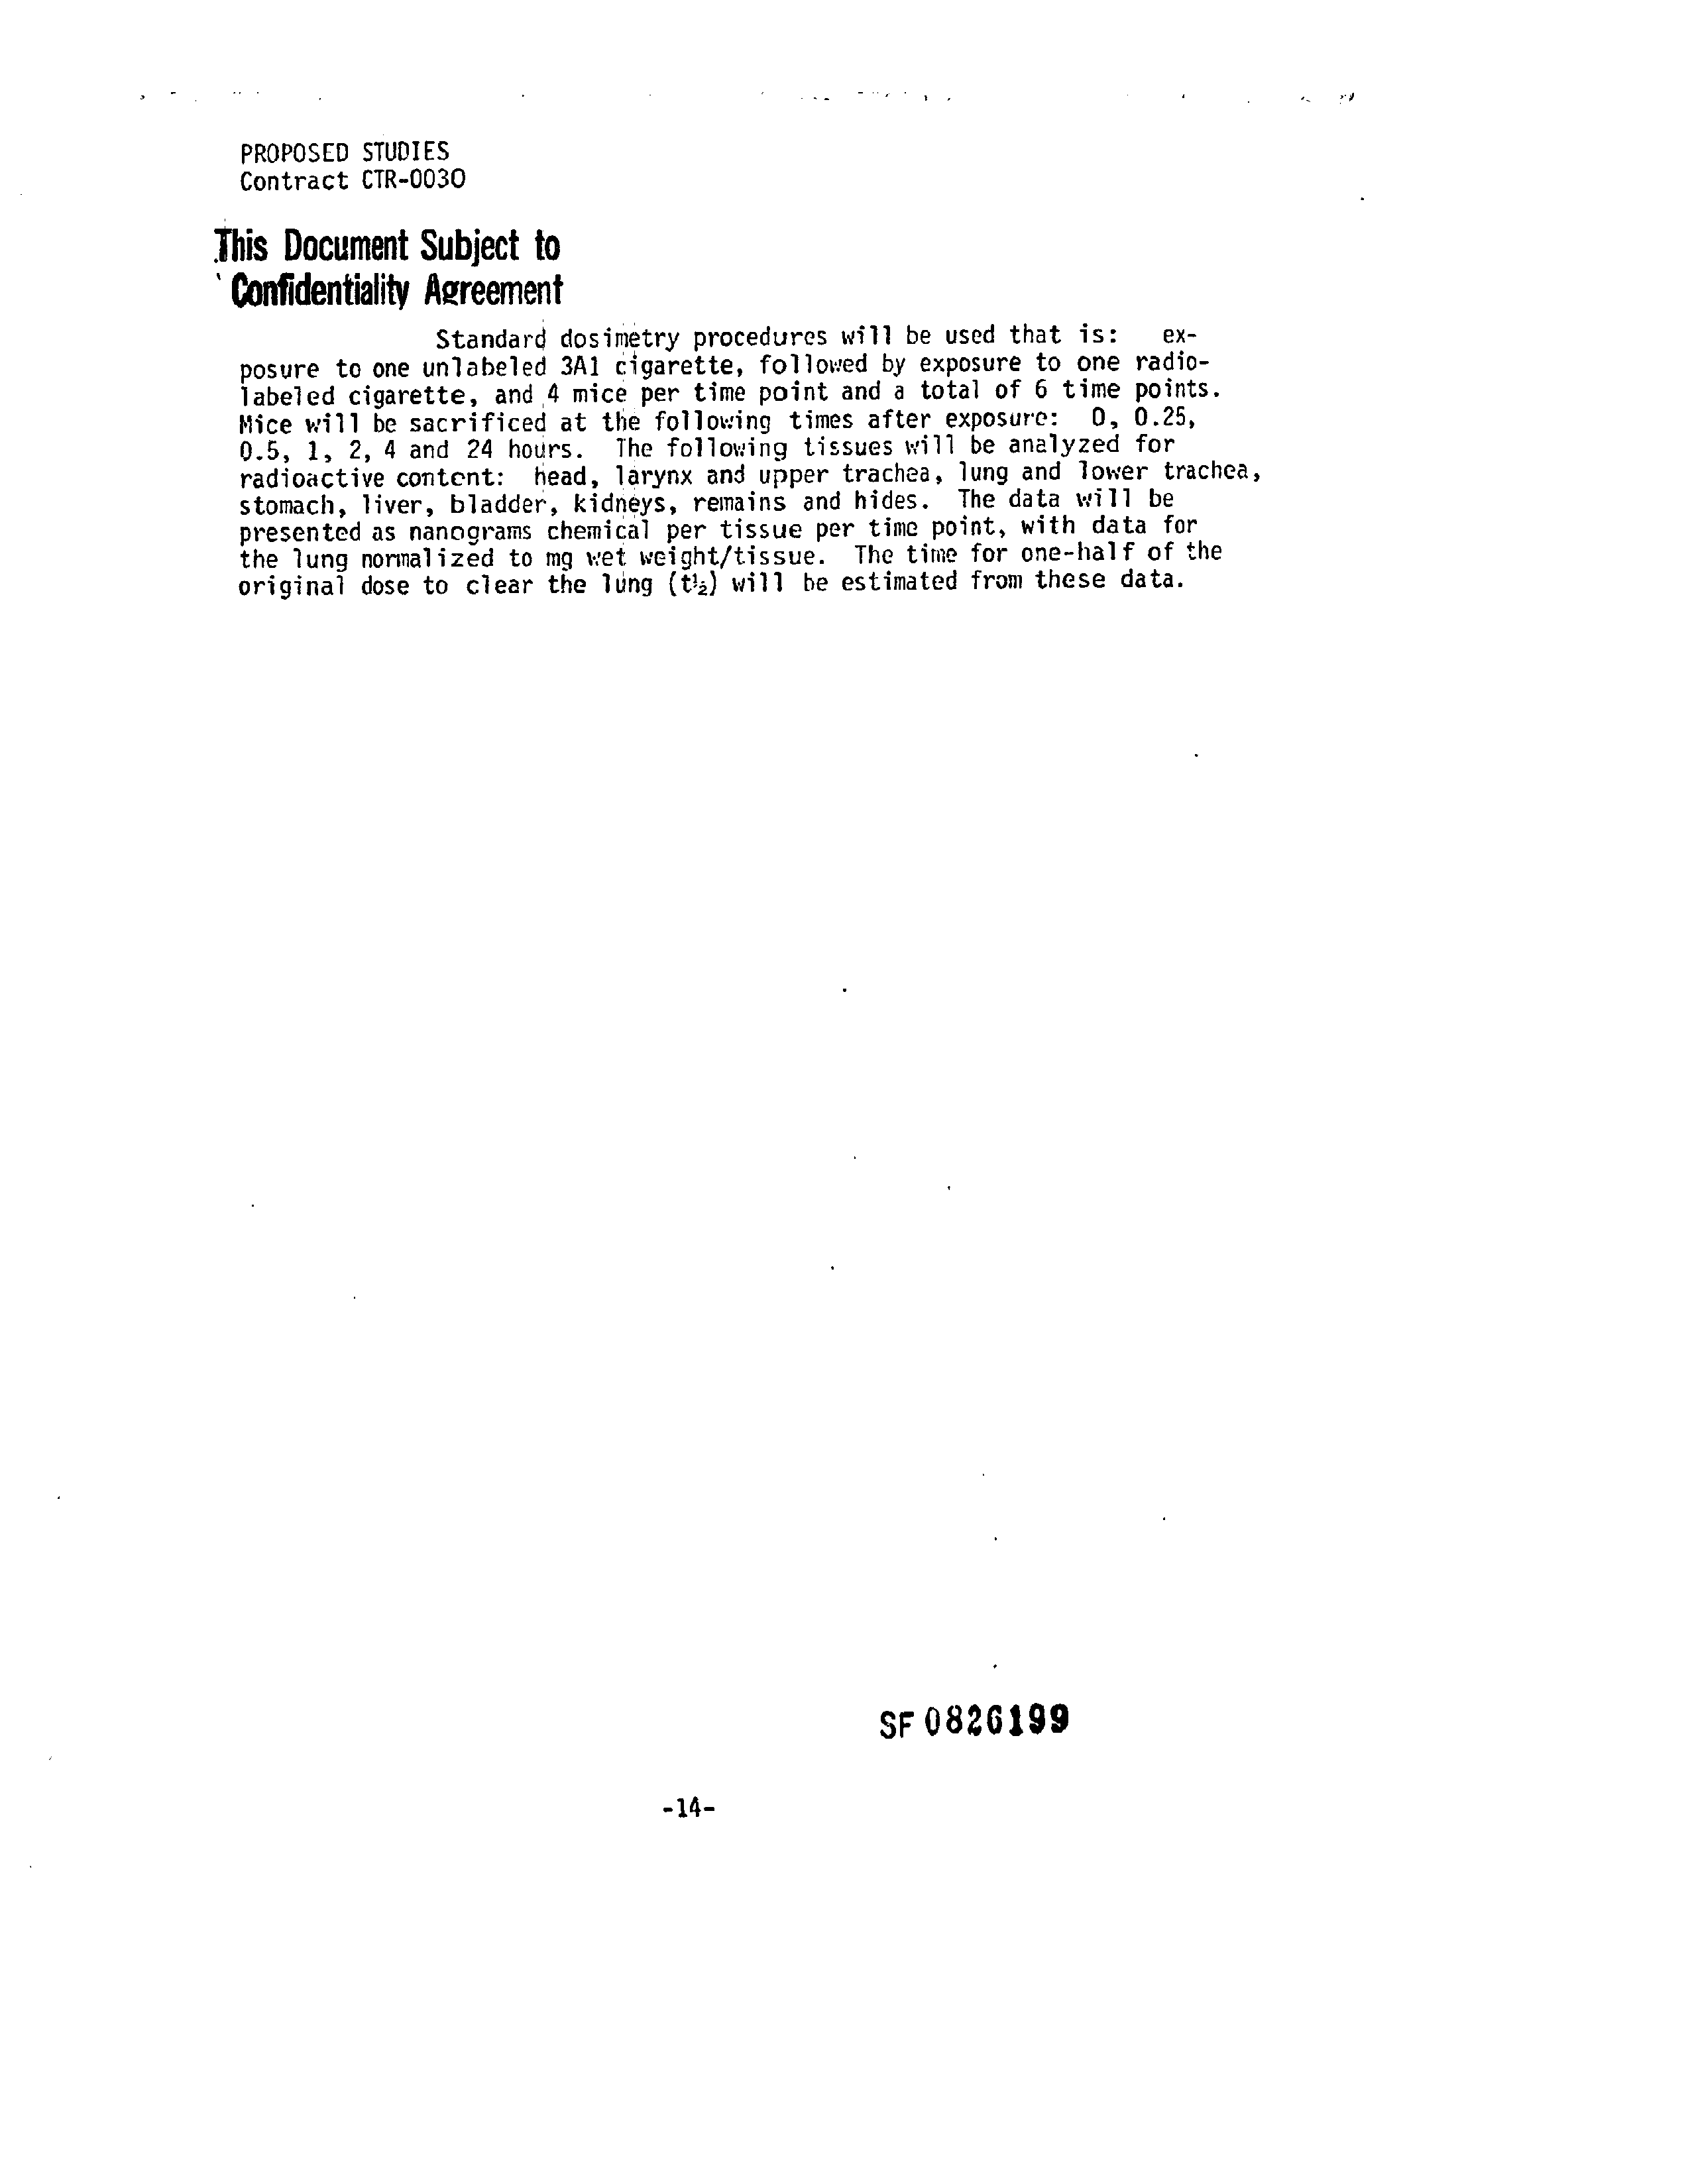 PROPOSED STUDIES
Contract CTR-0030
This Document Subject to
Confidentiality Agreement
Standard dosimetry procedures will be used that is: ex-
posure to one unlabeled 3A1 cigarette, followed by exposure to one radio-
labeled cigarette, and 4 mice per time point and a total of 6 time points.
Mice will be sacrificed at the following times after exposure: 0, 0.25,
0.5, 1, 2, 4 and 24 hours. The following tissues will be analyzed for
radioactive content: head, larynx and upper trachea, lung and lower trachea,
stomach, liver, bladder, kidneys, remains and hides. The data will be
presented as nanograms chemical per tissue per time point, with data for
the lung normalized to mg wet weight/tissue. The time for one-half of the
original dose to clear the lung (t½) will be estimated from these data.
SF 0826199
-14-